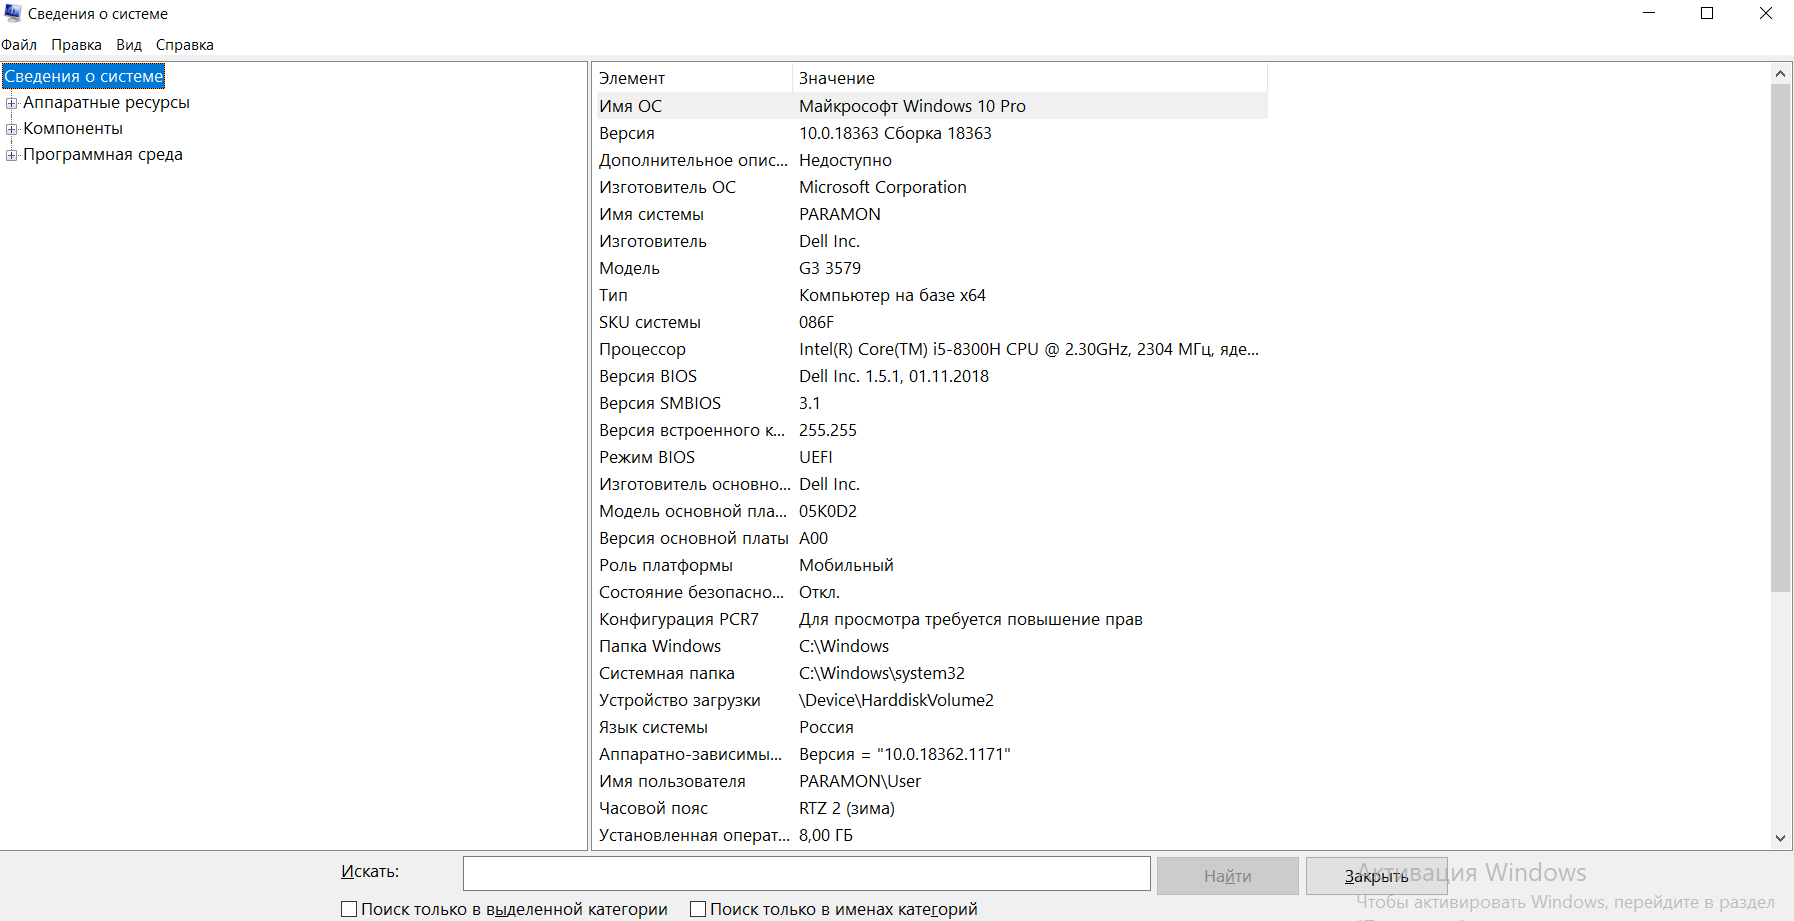 Сведения о системе
Файл Правка Вид Справка
Сведения о системе
Аппаратные ресурсы
Компоненты
Программная среда
Элемент Значение
Имя ОС Майкрософт Windows 10 Pro
Версия 10.0.18363 Сборка 18363
Дополнительное опис... Недоступно
Изготовитель ОС Microsoft Corporation
Имя системы PARAMON
Изготовитель Dell Inc.
Модель G3 3579
Тип Компьютер на базе x64
SKU системы 086F
Процессор Intel(R) Core(TM) i5-8300H CPU @ 2.30GHz, 2304 МГц, яде...
Версия BIOS Dell Inc. 1.5.1, 01.11.2018
Версия SMBIOS 3.1
Версия встроенного к... 255.255
Режим BIOS UEFI
Изготовитель основно... Dell Inc.
Модель основной пла... 05K0D2
Версия основной платы A00
Роль платформы Мобильный
Состояние безопасно... Откл.
Конфигурация PCR7 Для просмотра требуется повышение прав
Папка Windows C:\Windows
Системная папка C:\Windows\system32
Устройство загрузки \Device\HarddiskVolume2
Язык системы Россия
Аппаратно-зависимы... Версия = "10.0.18362.1171"
Имя пользователя PARAMON\User
Часовой пояс RTZ 2 (зима)
Установленная операт... 8,00 ГБ
Искать: Найти Закрыть
Активация Windows
Чтобы активировать Windows, перейдите в раздел
Поиск только в выделенной категории Поиск только в именах категорий